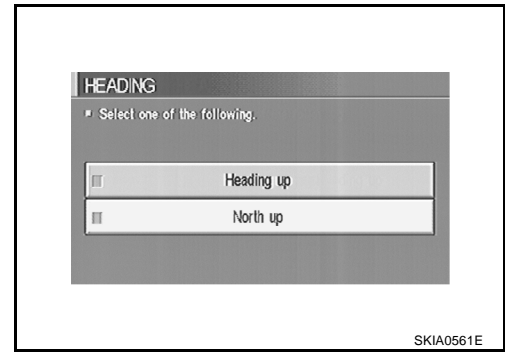 HEADING
Select one of the following.
Heading up
North up
SKIA0561E